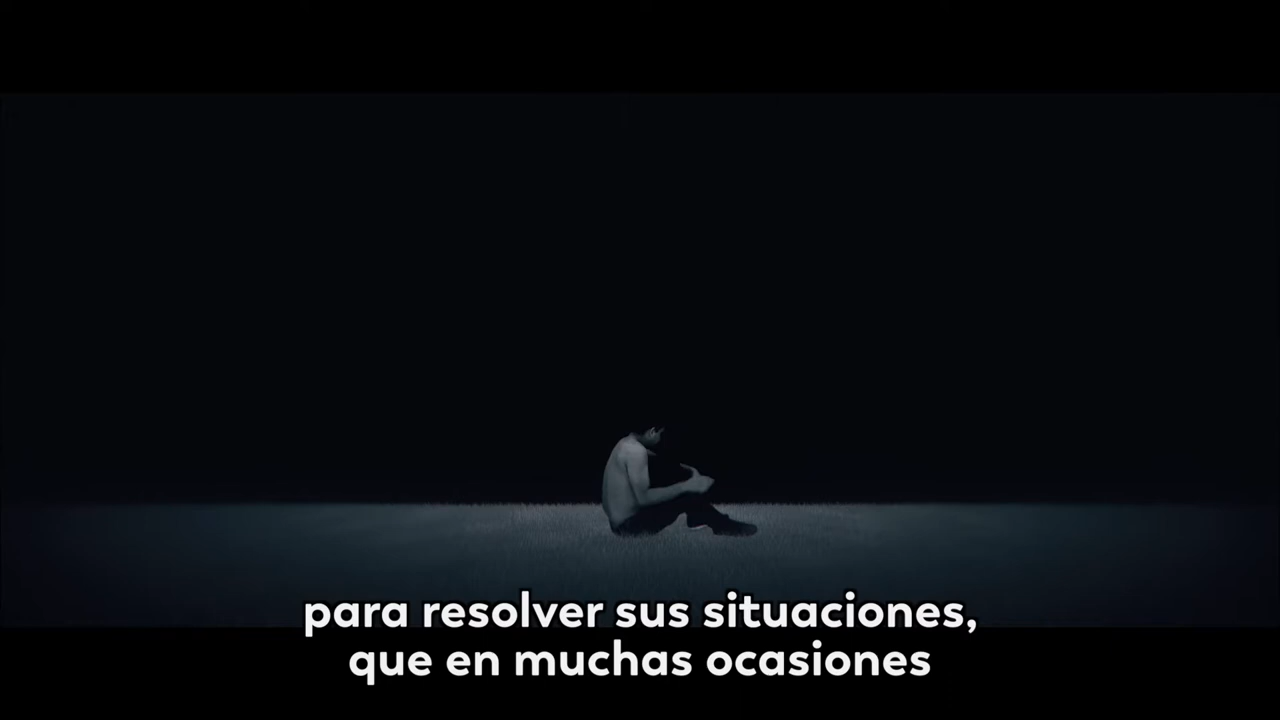 para resolver sus situaciones,
que en muchas ocasiones